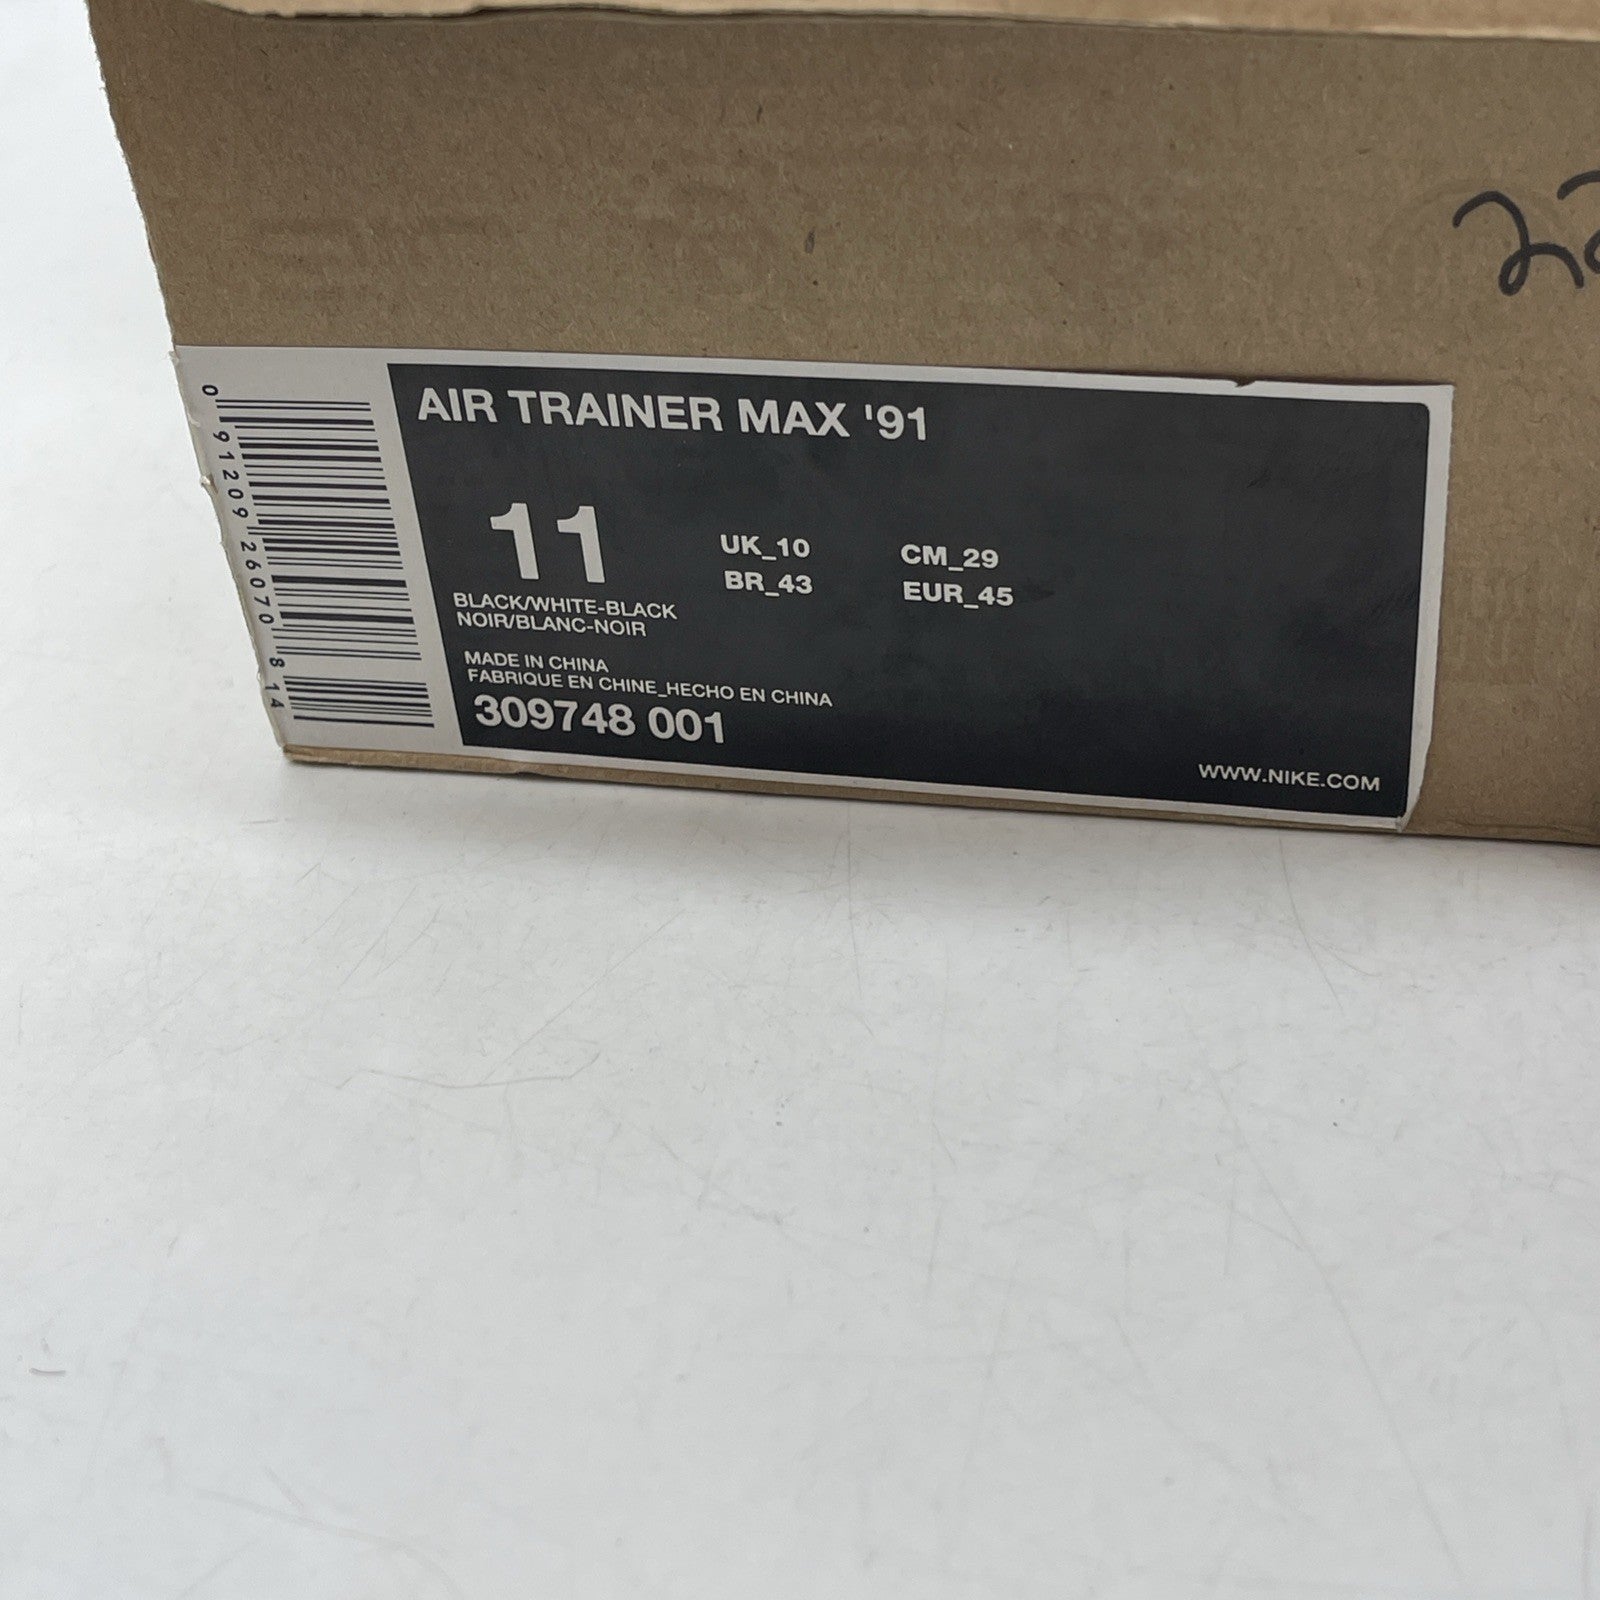 AIR TRAINER MAX '91
11
UK_10 CM_29
BR_43 EUR_45
BLACK/WHITE-BLACK
NOIR/BLANC-NOIR
MADE IN CHINA
FABRIQUE EN CHINE_HECHO EN CHINA
309748 001
WWW.NIKE.COM
0 91209 26070 8 14